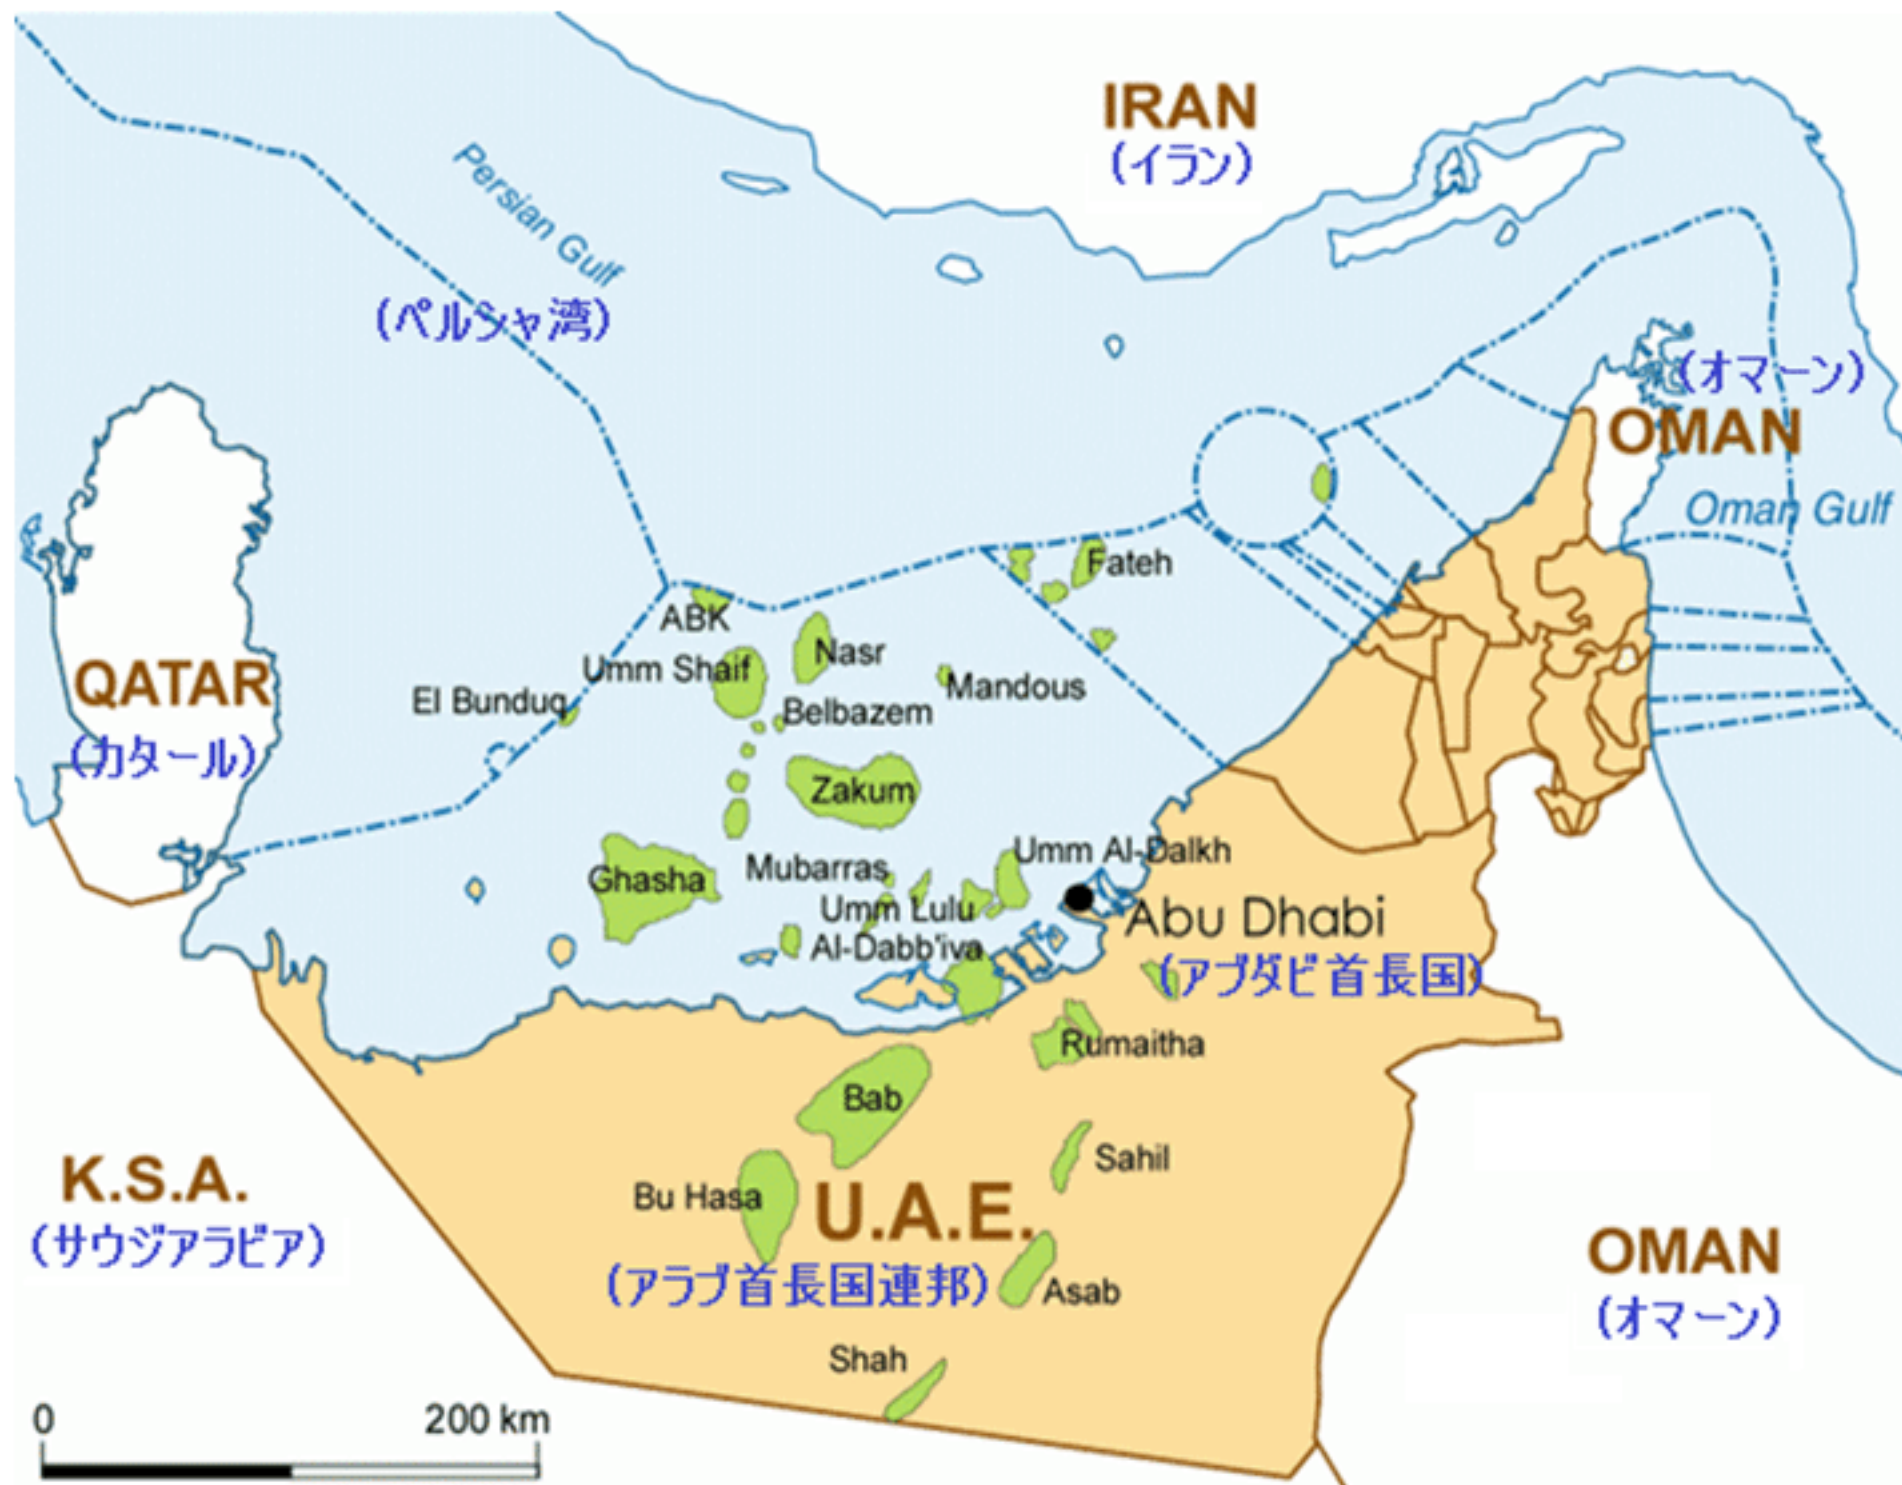 IRAN
(イラン)
Persian Gulf
(ペルシャ湾)
(オマーン)
OMAN
Oman Gulf
Fateh
ABK
Nasr
Umm Shaif
QATAR
(カタール)
El Bunduq
Mandous
Belbazem
Zakum
Umm Al-Dalkh
Mubarras
Ghasha
Umm Lulu
Abu Dhabi
(アブダビ首長国)
Al-Dabb'iya
Rumaitha
Bab
Sahil
K.S.A.
(サウジアラビア)
Bu Hasa
U.A.E.
(アラブ首長国連邦)
Asab
OMAN
(オマーン)
Shah
0
200 km